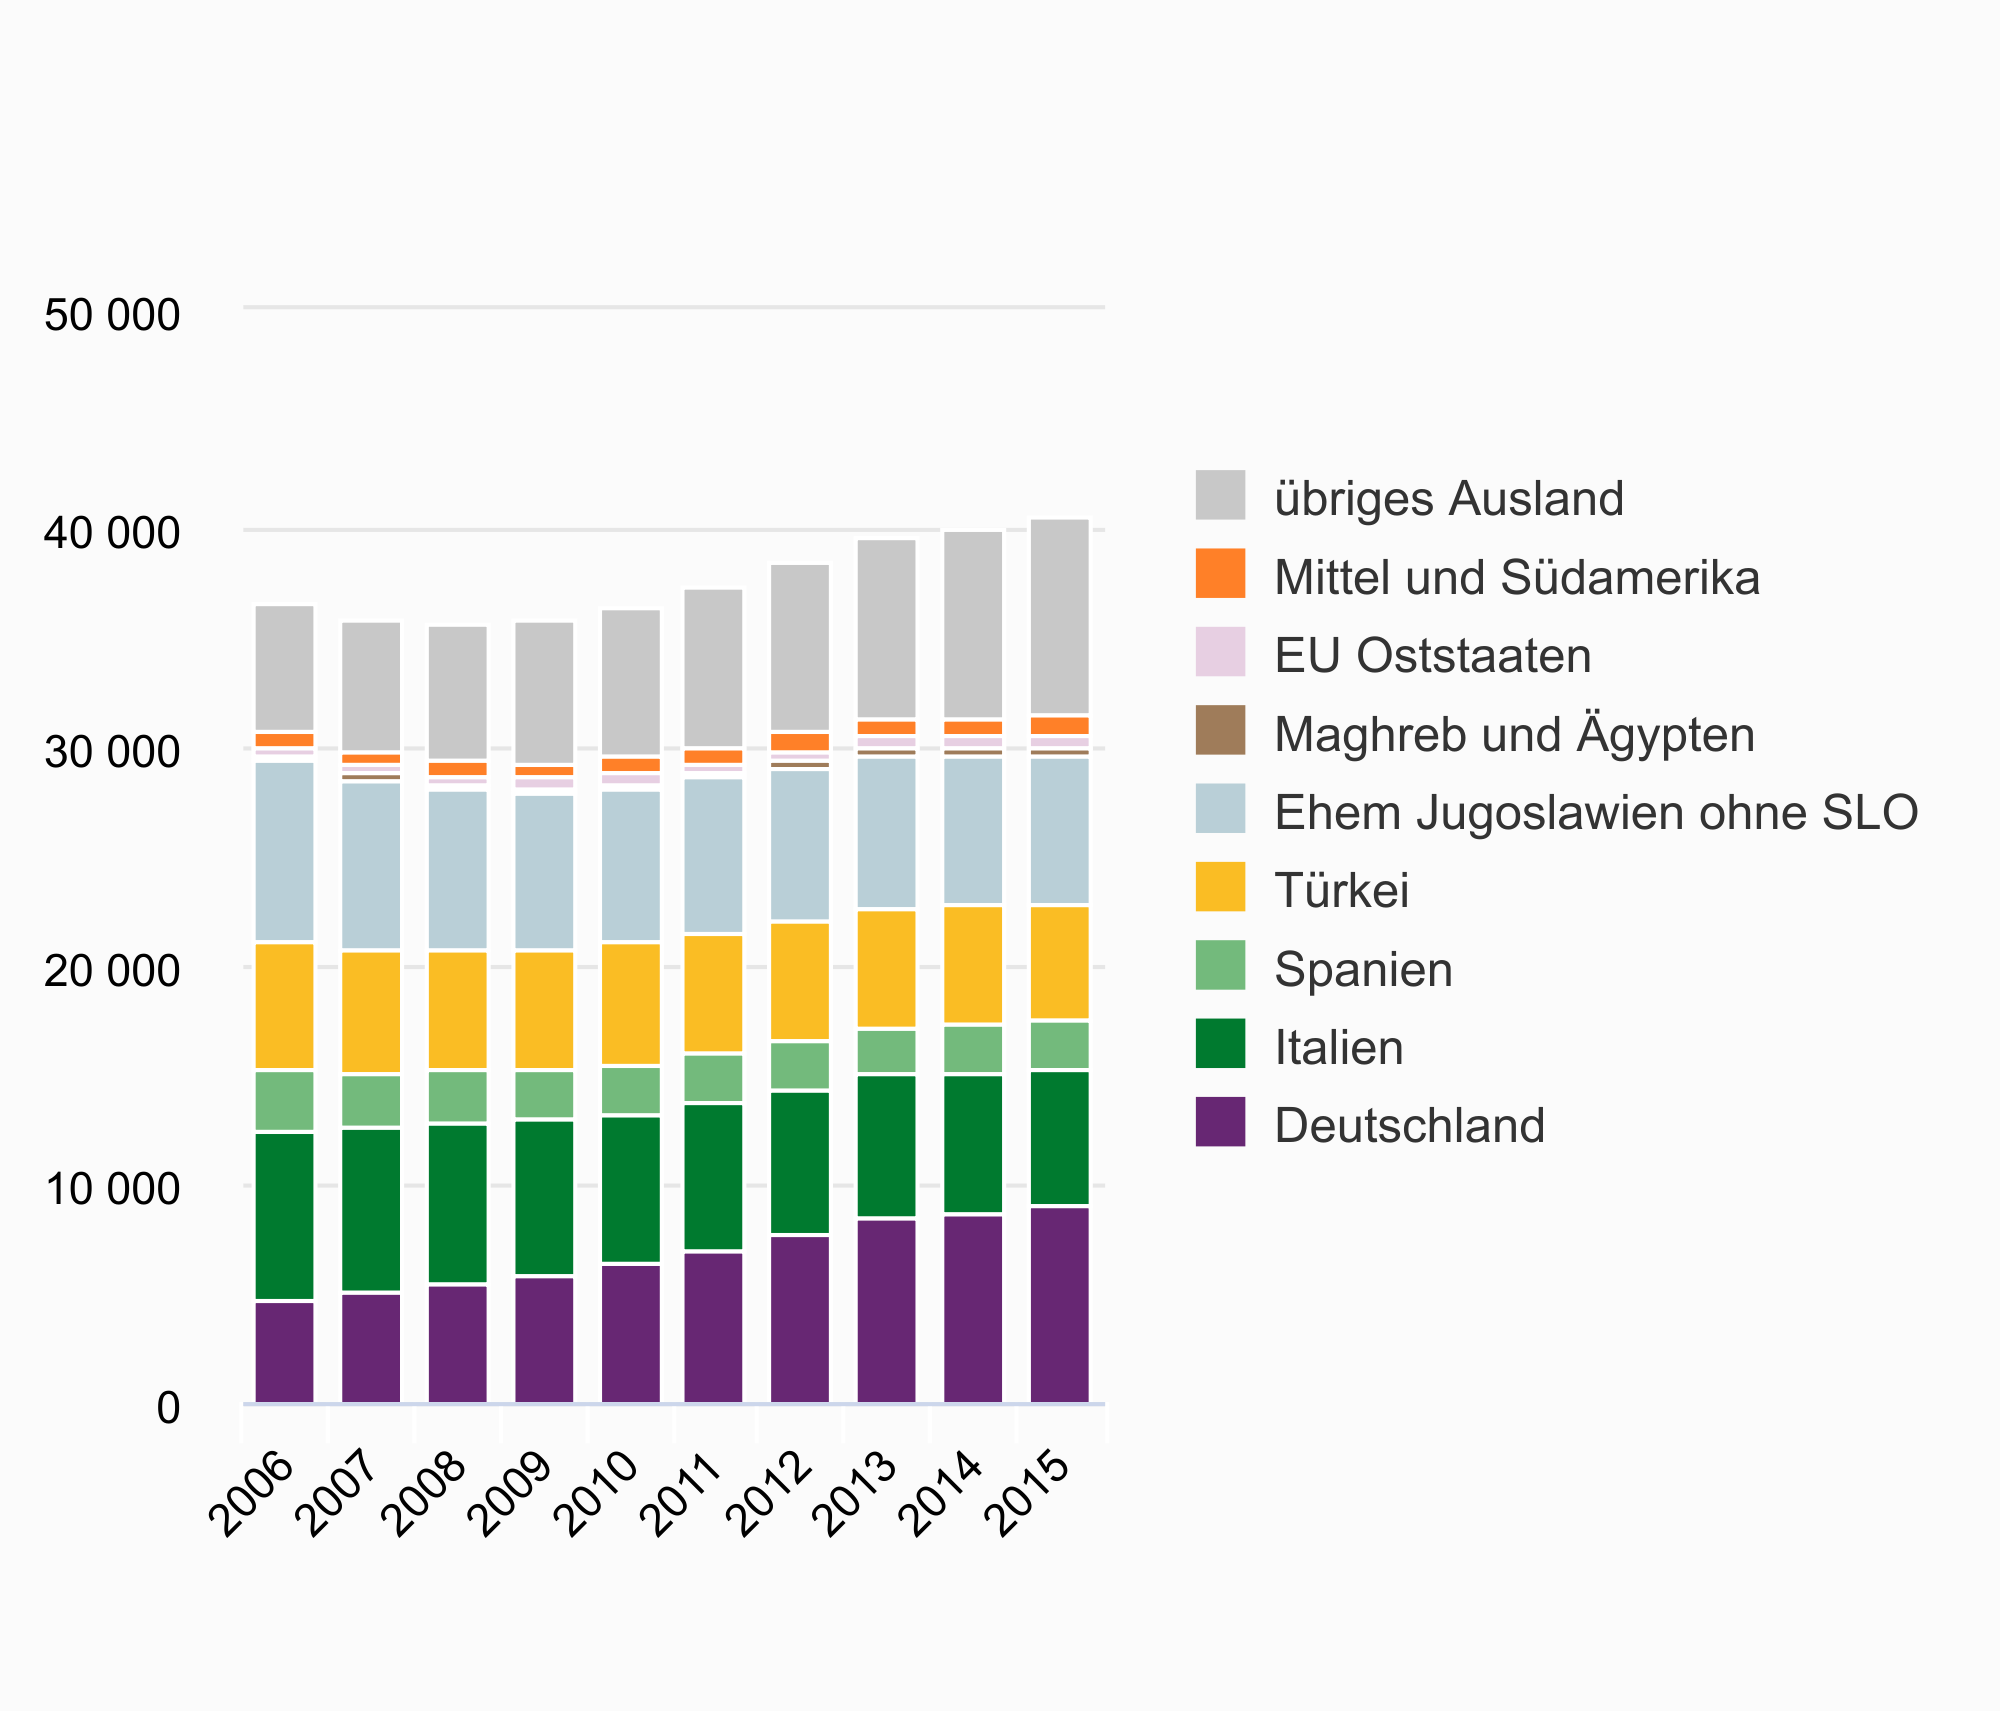 50 000
40 000
30 000
20 000
10 000
0
2006
2007
2008
2009
2010
2011
2012
2013
2014
2015
übriges Ausland
Mittel und Südamerika
EU Oststaaten
Maghreb und Ägypten
Ehem Jugoslawien ohne SLO
Türkei
Spanien
Italien
Deutschland